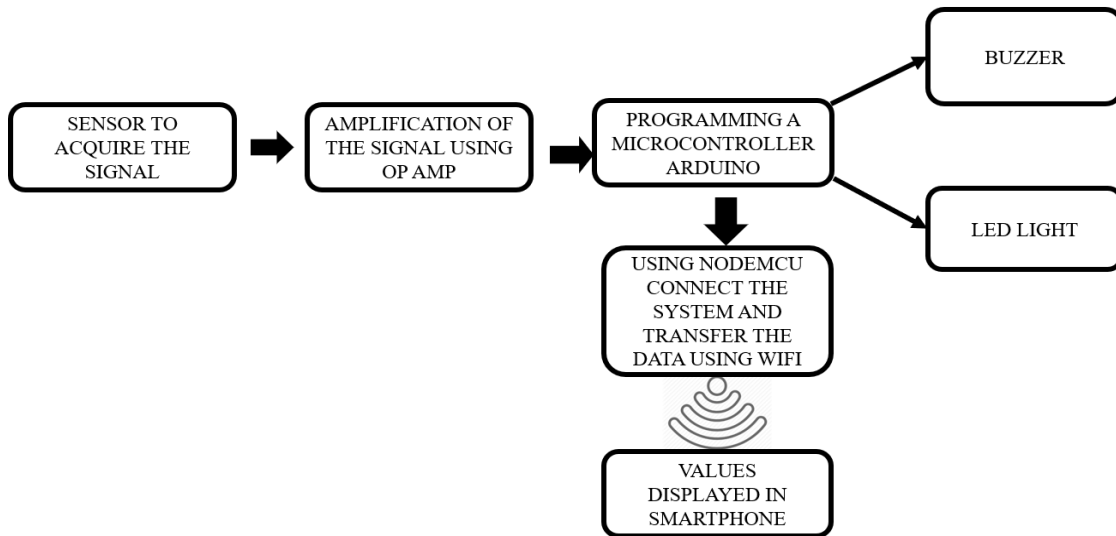 SENSOR TO
ACQUIRE THE
SIGNAL
AMPLIFICATION OF
THE SIGNAL USING
OP AMP
PROGRAMMING A
MICROCONTROLLER
ARDUINO
BUZZER
LED LIGHT
USING NODEMCU
CONNECT THE
SYSTEM AND
TRANSFER THE
DATA USING WIFI
VALUES
DISPLAYED IN
SMARTPHONE